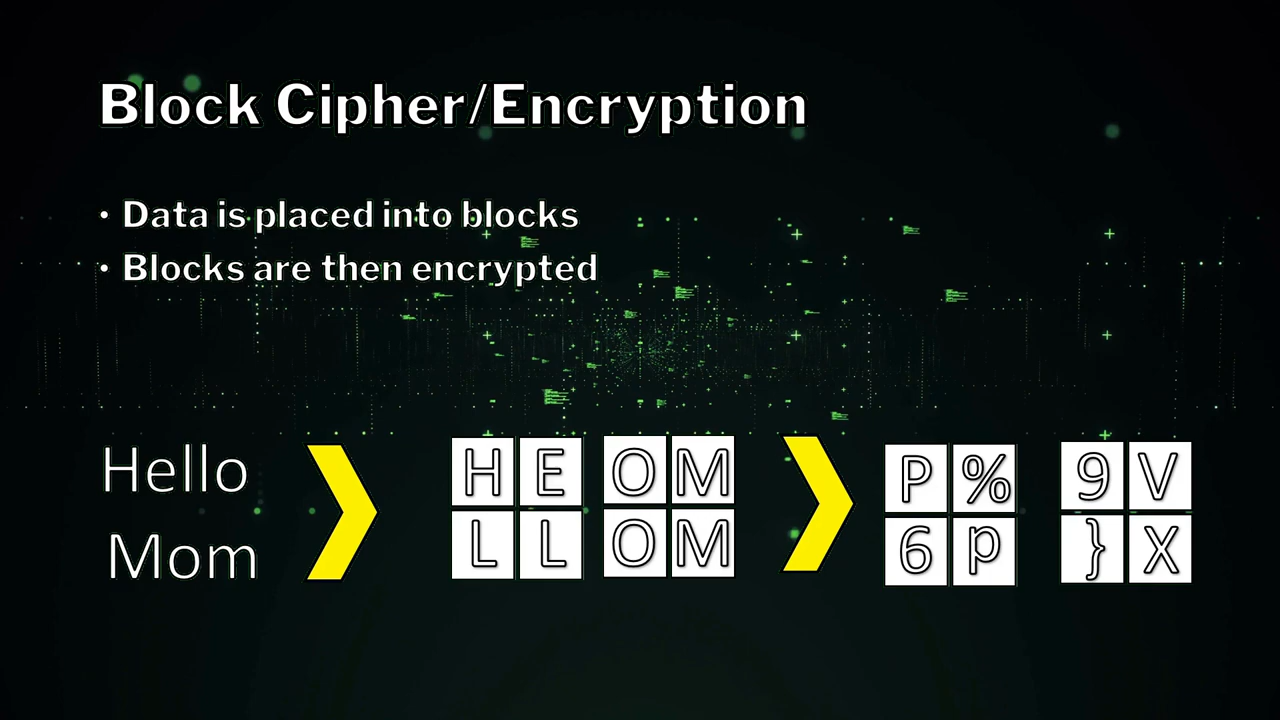 Block Cipher/Encryption
• Data is placed into blocks
• Blocks are then encrypted
Hello
Mom
H E
L L
O M
O M
P %
6 p
9 V
} X